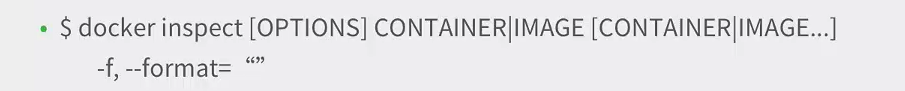 • $ docker inspect [OPTIONS] CONTAINER|IMAGE [CONTAINER|IMAGE...]
-f, --format= “”